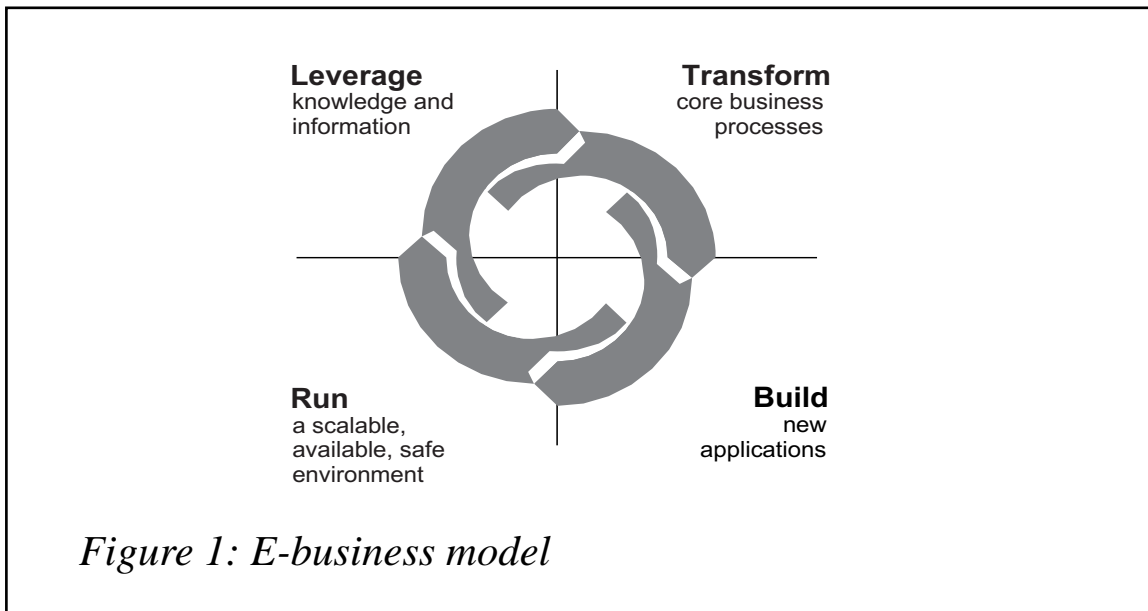 Leverage
knowledge and
information
Transform
core business
processes
Run
a scalable,
available, safe
environment
Build
new
applications
Figure 1: E-business model